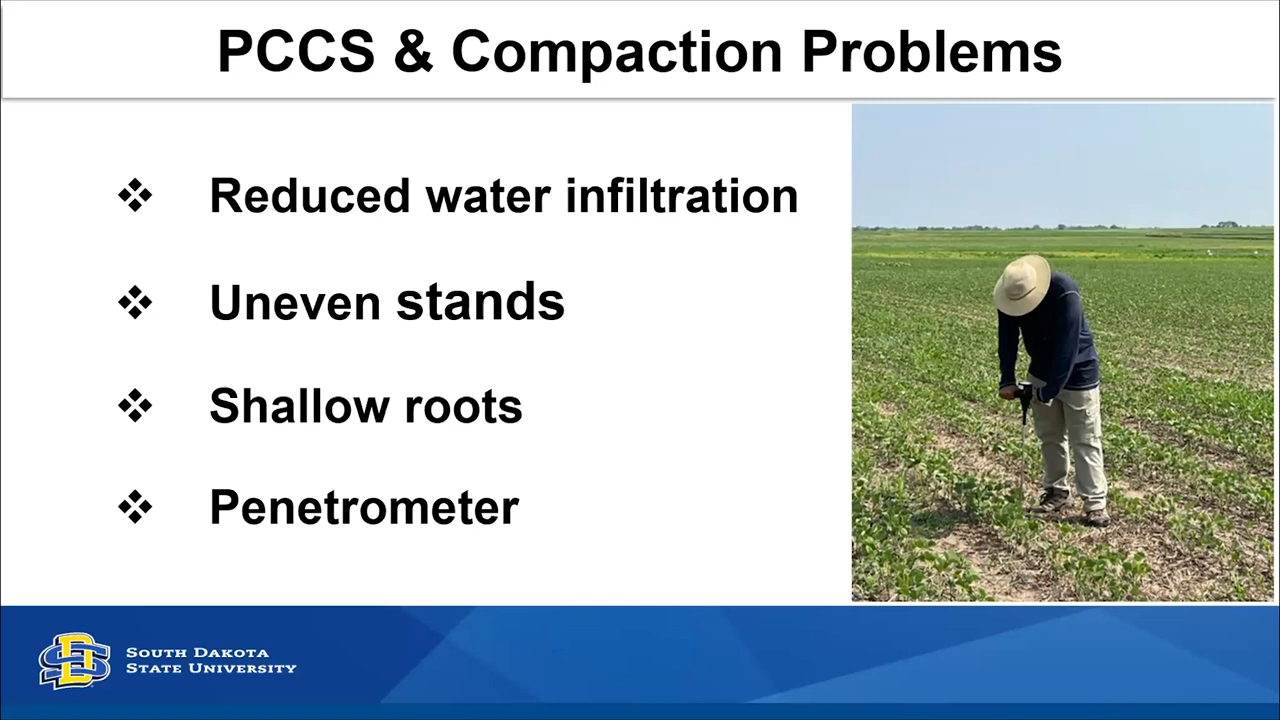 PCCS & Compaction Problems
❖ Reduced water infiltration
❖ Uneven stands
❖ Shallow roots
❖ Penetrometer
SOUTH DAKOTA
STATE UNIVERSITY